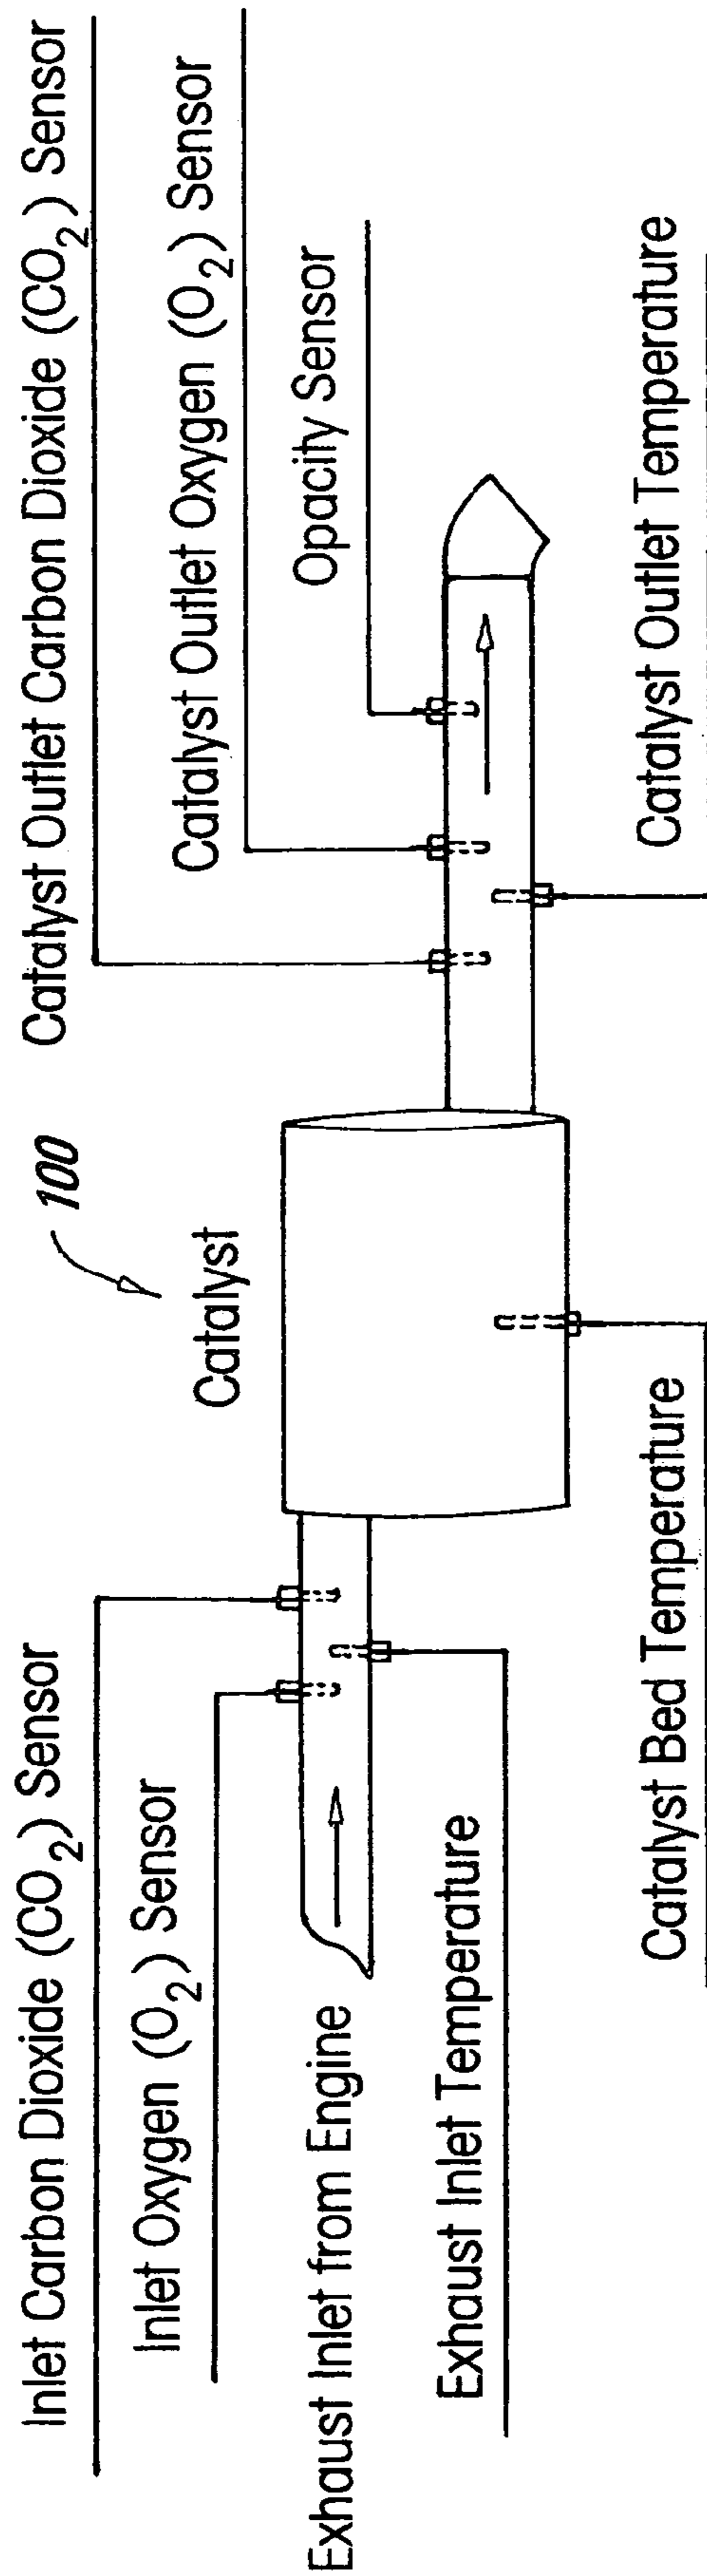 Inlet Carbon Dioxide (CO₂) Sensor
Inlet Oxygen (O₂) Sensor
Exhaust Inlet from Engine
Exhaust Inlet Temperature
Catalyst Bed Temperature
Catalyst
100
Catalyst Outlet Carbon Dioxide (CO₂) Sensor
Catalyst Outlet Oxygen (O₂) Sensor
Opacity Sensor
Catalyst Outlet Temperature